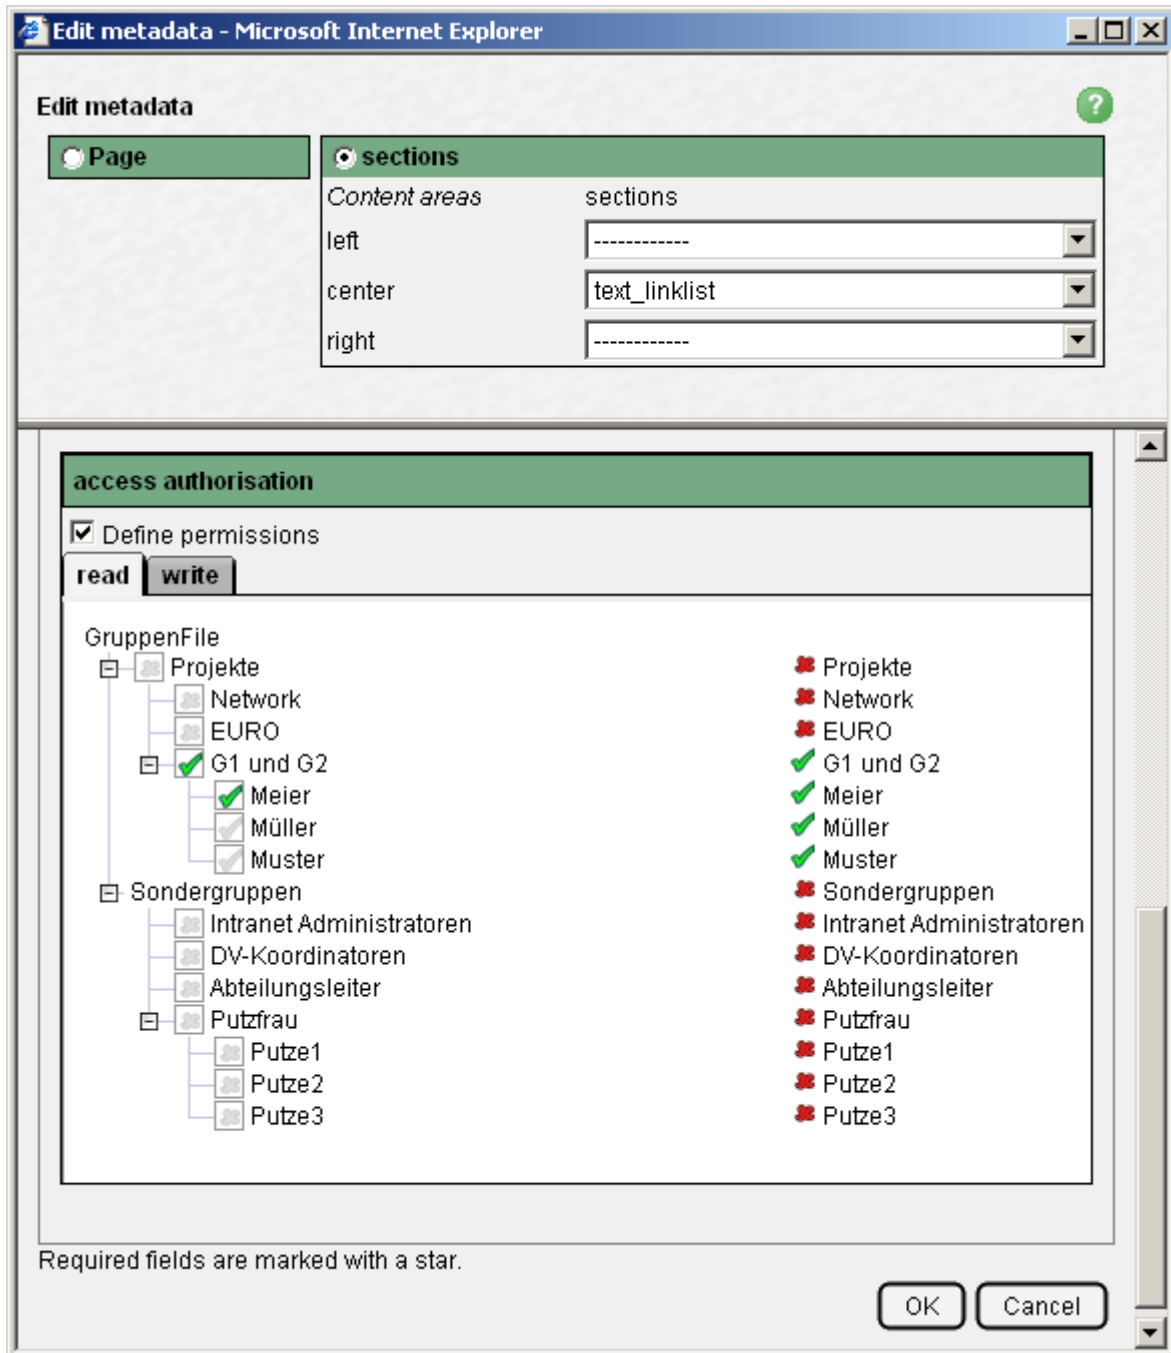 Edit metadata - Microsoft Internet Explorer
Edit metadata
?
Page
sections
Content areas sections
left ------------
center text_linklist
right ------------
access authorisation
Define permissions
read write
GruppenFile
Projekte Projekte
Network Network
EURO EURO
G1 und G2 G1 und G2
Meier Meier
Müller Müller
Muster Muster
Sondergruppen Sondergruppen
Intranet Administratoren Intranet Administratoren
DV-Koordinatoren DV-Koordinatoren
Abteilungsleiter Abteilungsleiter
Putzfrau Putzfrau
Putze1 Putze1
Putze2 Putze2
Putze3 Putze3
Required fields are marked with a star.
OK Cancel